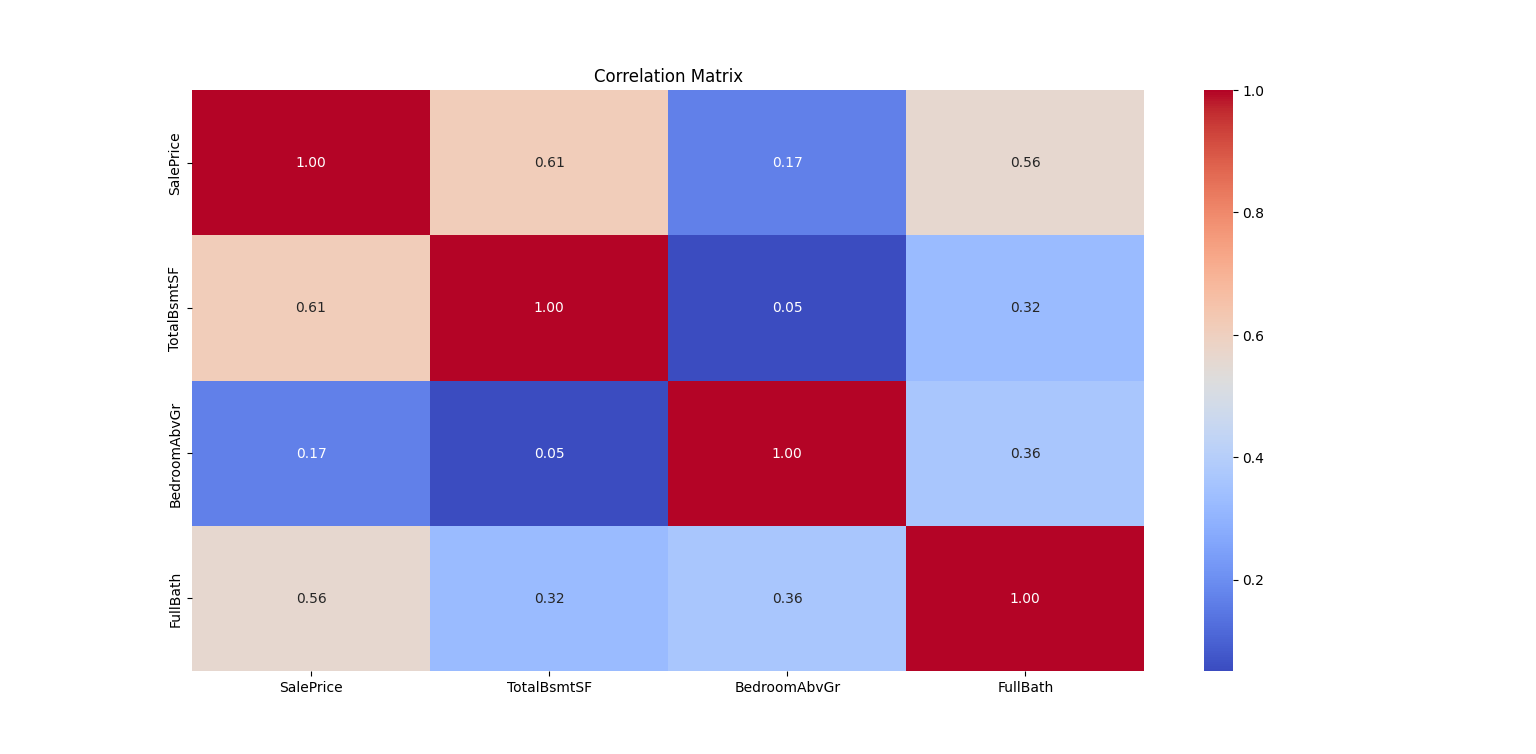 Correlation Matrix
SalePrice
1.00 0.61 0.17 0.56
TotalBsmtSF
0.61 1.00 0.05 0.32
BedroomAbvGr
0.17 0.05 1.00 0.36
FullBath
0.56 0.32 0.36 1.00
SalePrice TotalBsmtSF BedroomAbvGr FullBath
1.0
0.8
0.6
0.4
0.2